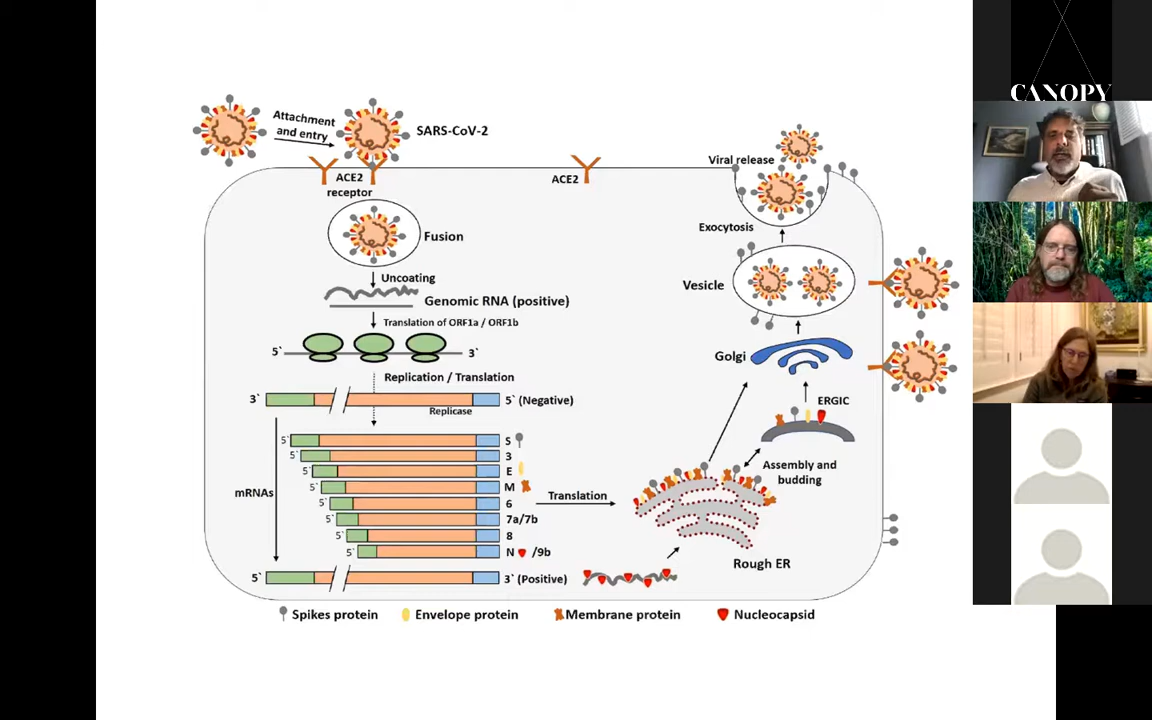 CANOPY
Attachment
and entry
SARS-CoV-2
ACE2
receptor
ACE2
Viral release
Fusion
Exocytosis
Uncoating
Vesicle
Genomic RNA (positive)
Translation of ORF1a / ORF1b
5` 3`
Golgi
Replication / Translation
3` 5` (Negative)
Replicase
ERGIC
5` S
5` 3
5` E
5` M
5` 6
5` 7a/7b
5` 8
5` N /9b
mRNAs
Translation
Assembly and
budding
Rough ER
5` 3` (Positive)
Spikes protein Envelope protein Membrane protein Nucleocapsid